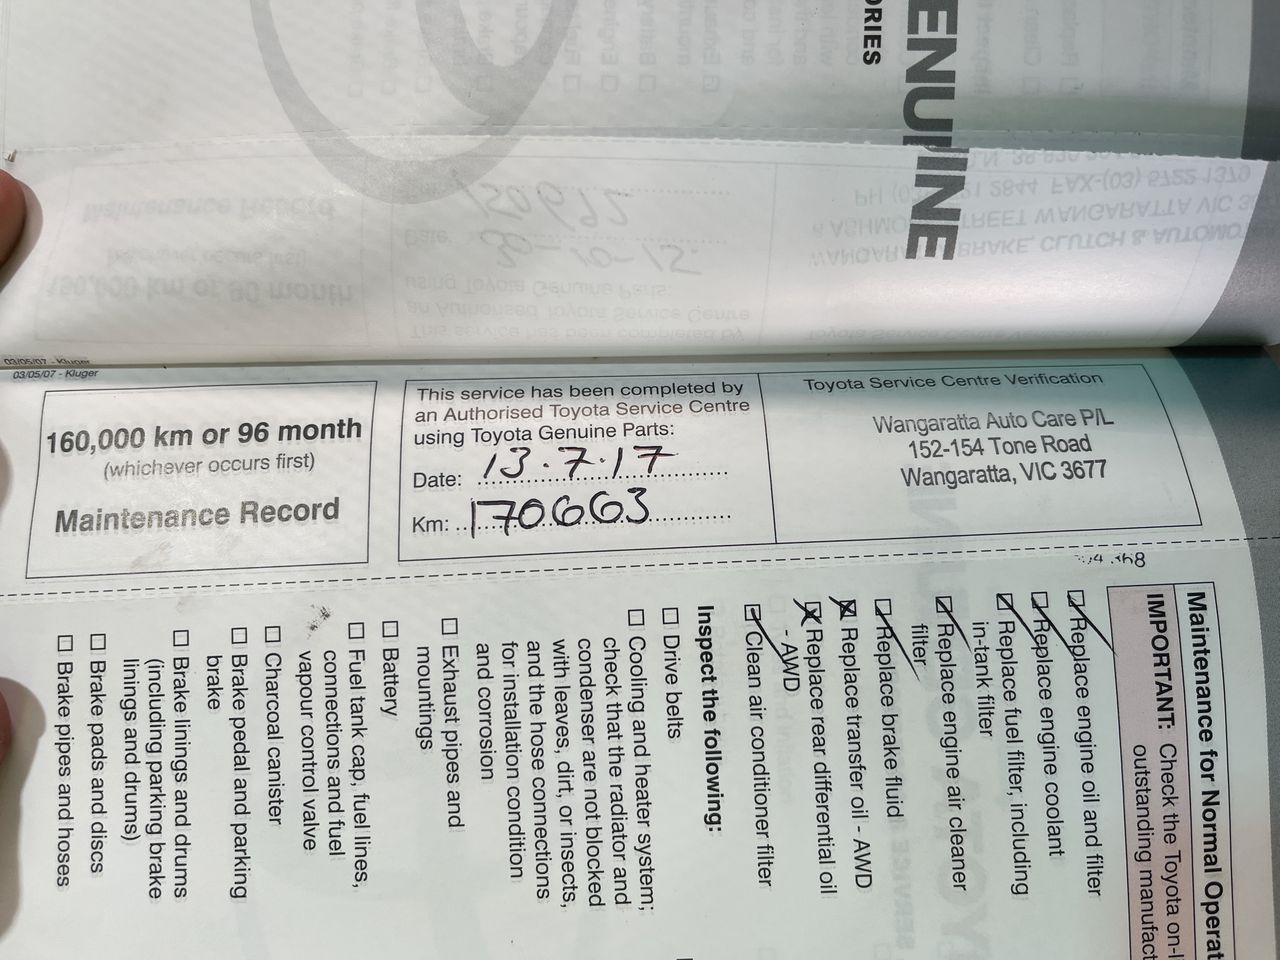 ORIES
ENUINE
03/05/07 - Kluger
03/05/07 - Kluger
160,000 km or 96 month
(whichever occurs first)
Maintenance Record
This service has been completed by
an Authorised Toyota Service Centre
using Toyota Genuine Parts:
Date: 13.7.17
Km: 170663
Toyota Service Centre Verification
Wangaratta Auto Care P/L
152-154 Tone Road
Wangaratta, VIC 3677
Maintenance for Normal Operat
IMPORTANT: Check the Toyota on-l
outstanding manufact
Replace engine oil and filter
Replace engine coolant
Replace fuel filter, including
in-tank filter
Replace engine air cleaner
filter
Replace brake fluid
Replace transfer oil - AWD
Replace rear differential oil
- AWD
Clean air conditioner filter
Inspect the following:
Drive belts
Cooling and heater system;
check that the radiator and
condenser are not blocked
with leaves, dirt, or insects,
and the hose connections
for installation condition
and corrosion
Exhaust pipes and
mountings
Battery
Fuel tank cap, fuel lines,
connections and fuel
vapour control valve
Charcoal canister
Brake pedal and parking
brake
Brake linings and drums
(including parking brake
linings and drums)
Brake pads and discs
Brake pipes and hoses